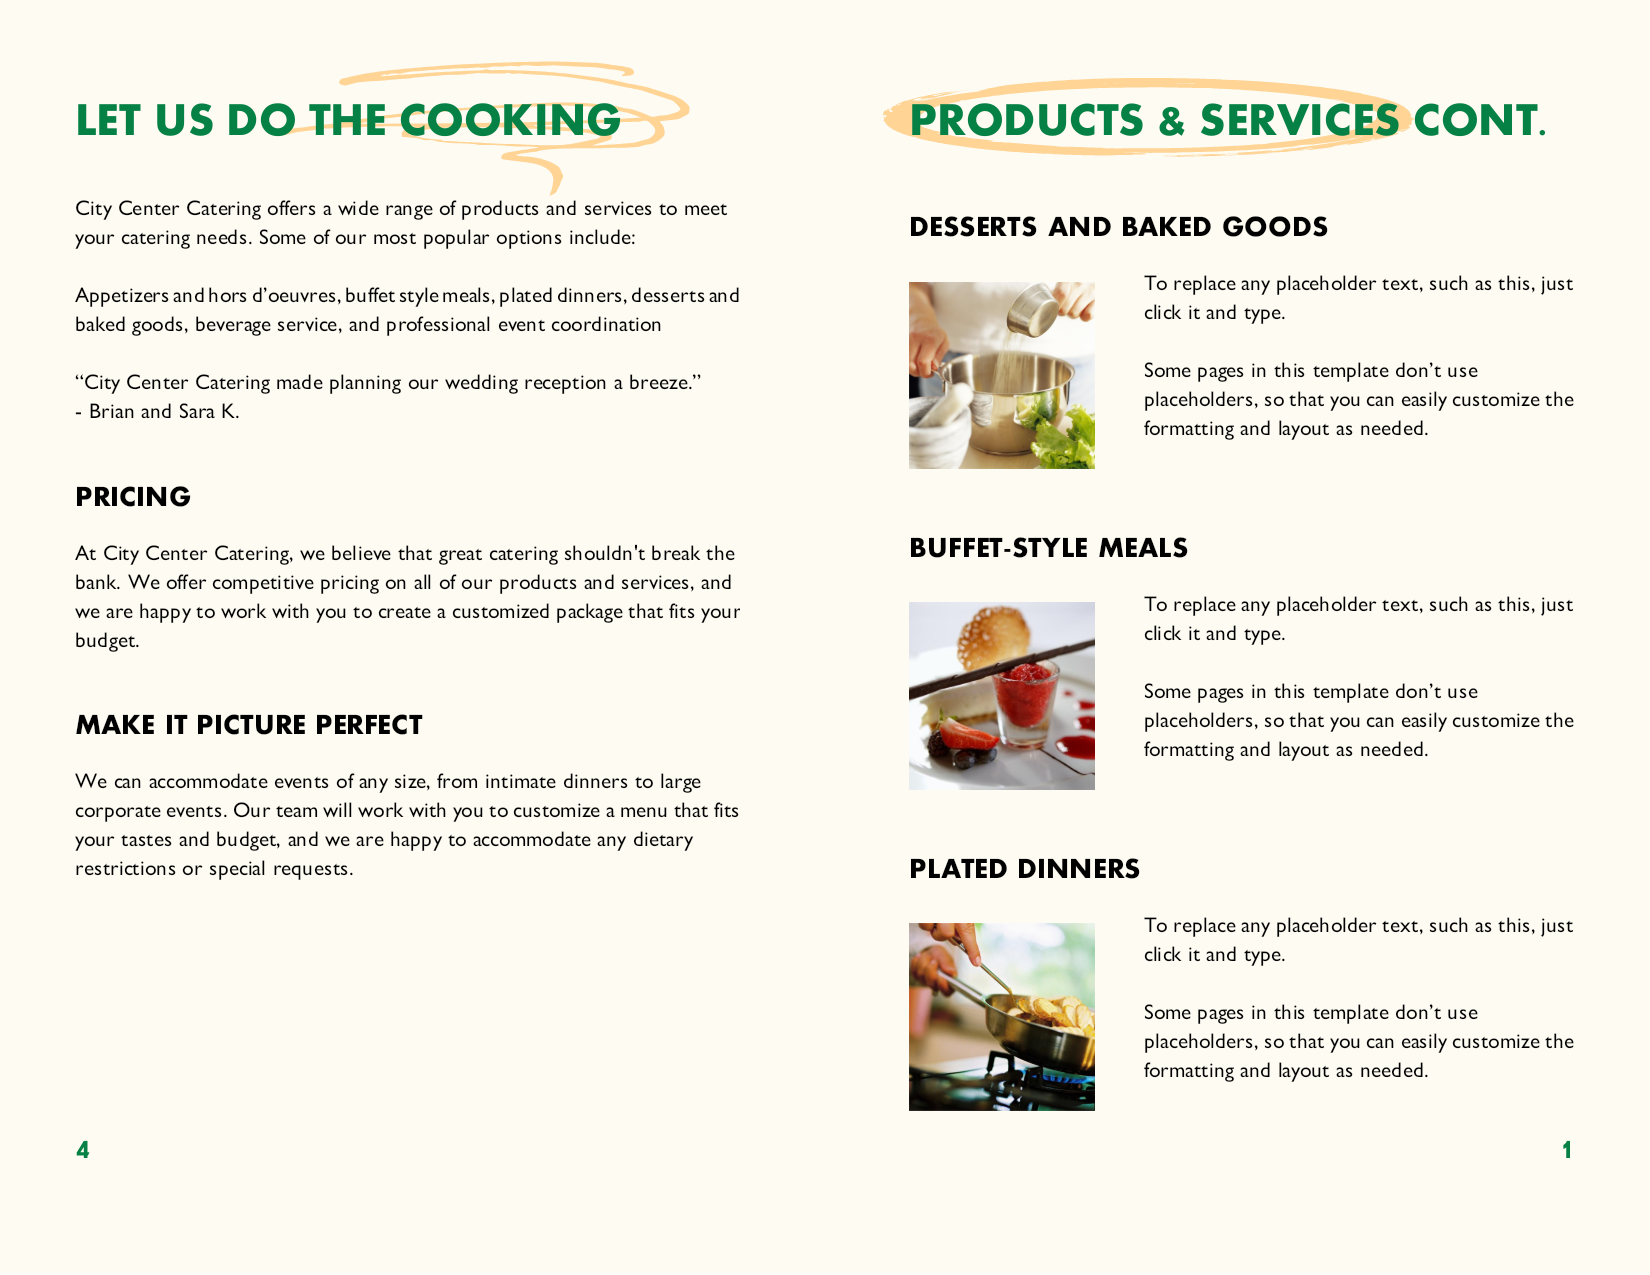 LET US DO THE COOKING
City Center Catering offers a wide range of products and services to meet
your catering needs. Some of our most popular options include:
Appetizers and hors d’oeuvres, buffet style meals, plated dinners, desserts and
baked goods, beverage service, and professional event coordination
“City Center Catering made planning our wedding reception a breeze.”
- Brian and Sara K.
PRICING
At City Center Catering, we believe that great catering shouldn't break the
bank. We offer competitive pricing on all of our products and services, and
we are happy to work with you to create a customized package that fits your
budget.
MAKE IT PICTURE PERFECT
We can accommodate events of any size, from intimate dinners to large
corporate events. Our team will work with you to customize a menu that fits
your tastes and budget, and we are happy to accommodate any dietary
restrictions or special requests.
4
PRODUCTS & SERVICES CONT.
DESSERTS AND BAKED GOODS
To replace any placeholder text, such as this, just
click it and type.
Some pages in this template don’t use
placeholders, so that you can easily customize the
formatting and layout as needed.
BUFFET-STYLE MEALS
To replace any placeholder text, such as this, just
click it and type.
Some pages in this template don’t use
placeholders, so that you can easily customize the
formatting and layout as needed.
PLATED DINNERS
To replace any placeholder text, such as this, just
click it and type.
Some pages in this template don’t use
placeholders, so that you can easily customize the
formatting and layout as needed.
1